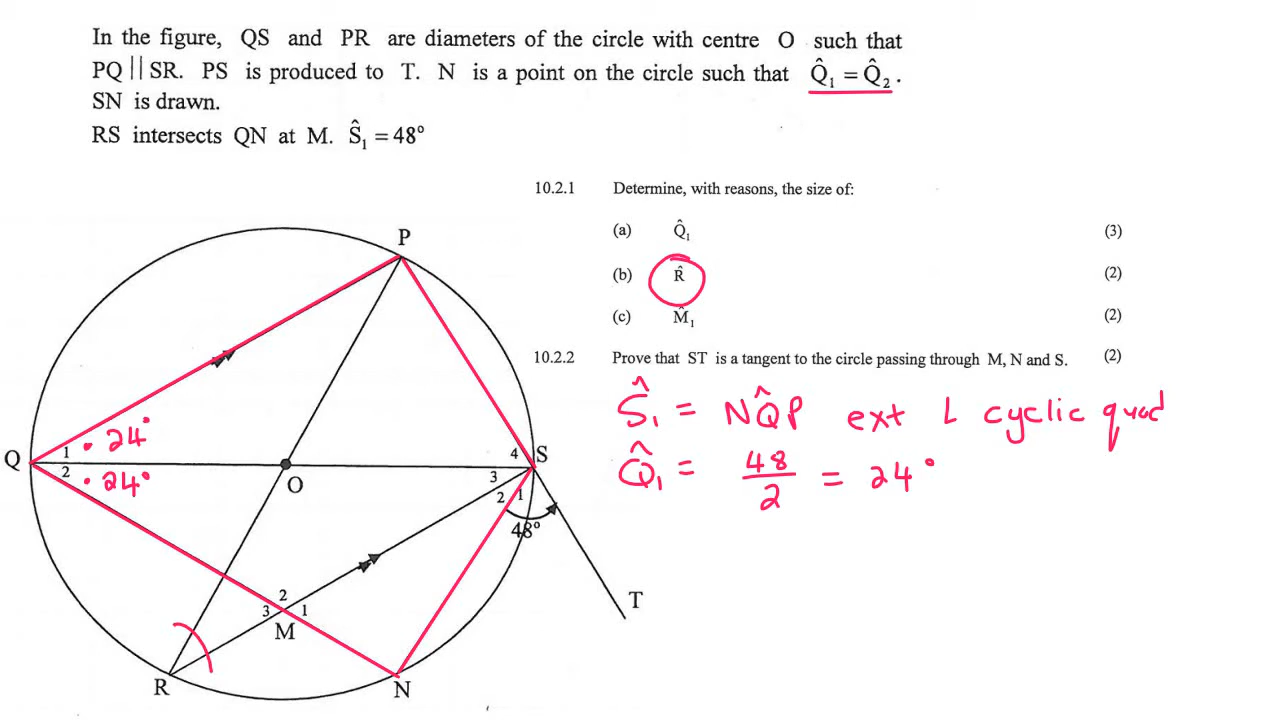 In the figure, QS and PR are diameters of the circle with centre O such that
PQ || SR. PS is produced to T. N is a point on the circle such that Q̂₁ = Q̂₂.
SN is drawn.
RS intersects QN at M. Ŝ₁ = 48°
10.2.1 Determine, with reasons, the size of:
(a) Q̂₁ (3)
(b) R̂ (2)
(c) M̂₁ (2)
10.2.2 Prove that ST is a tangent to the circle passing through M, N and S. (2)
Ŝ₁ = NQ̂P ext L cyclic quad
Q̂₁ = 48/2 = 24°
P
Q
1 . 24°
2 . 24°
O
4 S
3
2 1
48°
T
2
3 1
M
R
N